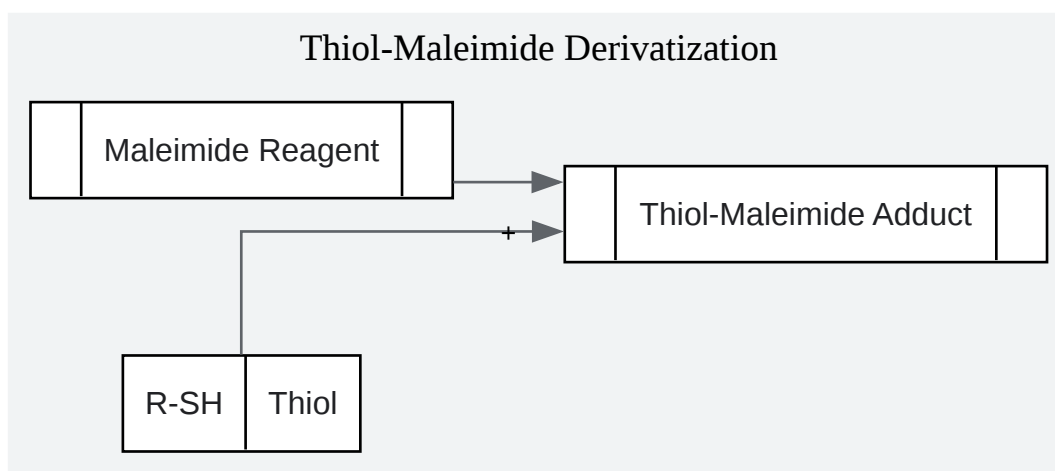 Thiol-Maleimide Derivatization
Maleimide Reagent
Thiol-Maleimide Adduct
+
R-SH
Thiol